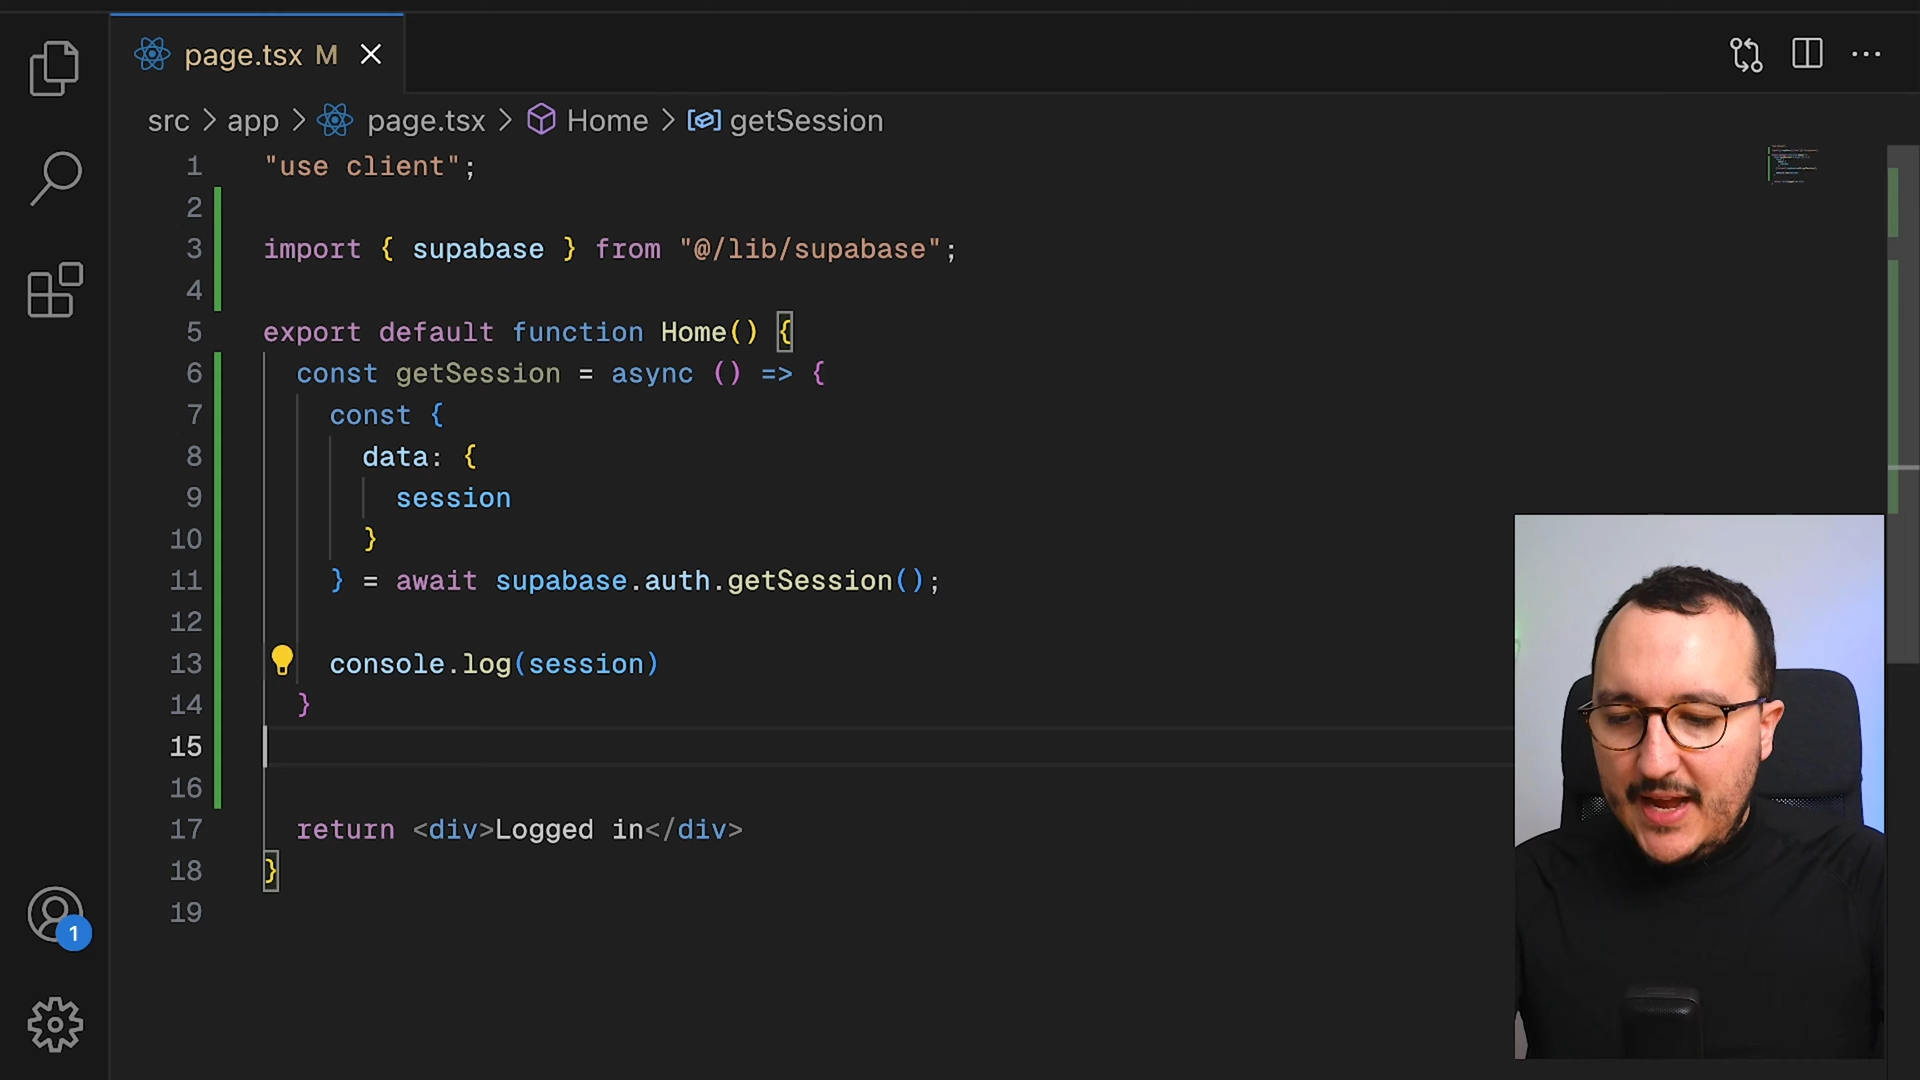 page.tsx M
src > app > page.tsx > Home > getSession
1 "use client";
2
3 import { supabase } from "@/lib/supabase";
4
5 export default function Home() {
6 const getSession = async () => {
7 const {
8 data: {
9 session
10 }
11 } = await supabase.auth.getSession();
12
13 console.log(session)
14 }
15
16
17 return <div>Logged in</div>
18 }
19
1